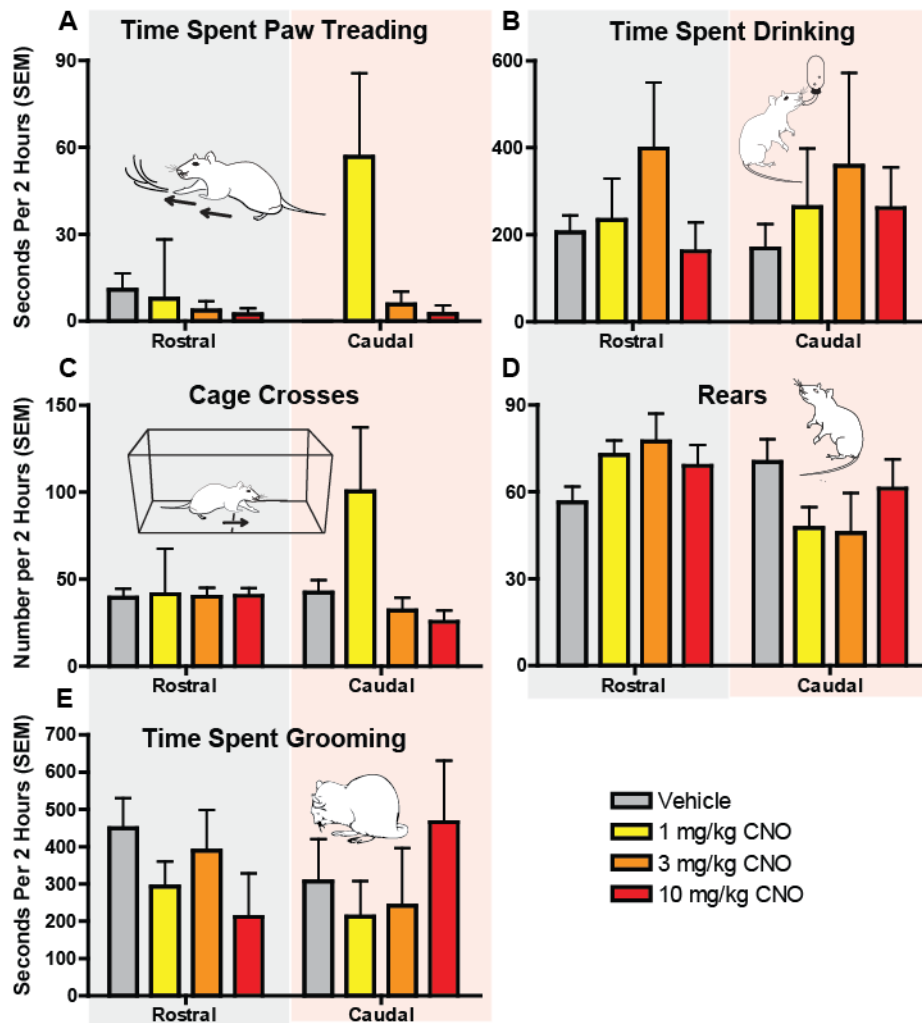 A
Time Spent Paw Treading
Seconds Per 2 Hours (SEM)
90
60
30
0
Rostral
Caudal
B
Time Spent Drinking
600
400
200
0
Rostral
Caudal
C
Cage Crosses
Number per 2 Hours (SEM)
150
100
50
0
Rostral
Caudal
D
Rears
90
60
30
0
Rostral
Caudal
E
Time Spent Grooming
Seconds Per 2 Hours (SEM)
700
600
500
400
300
200
100
0
Rostral
Caudal
Vehicle
1 mg/kg CNO
3 mg/kg CNO
10 mg/kg CNO